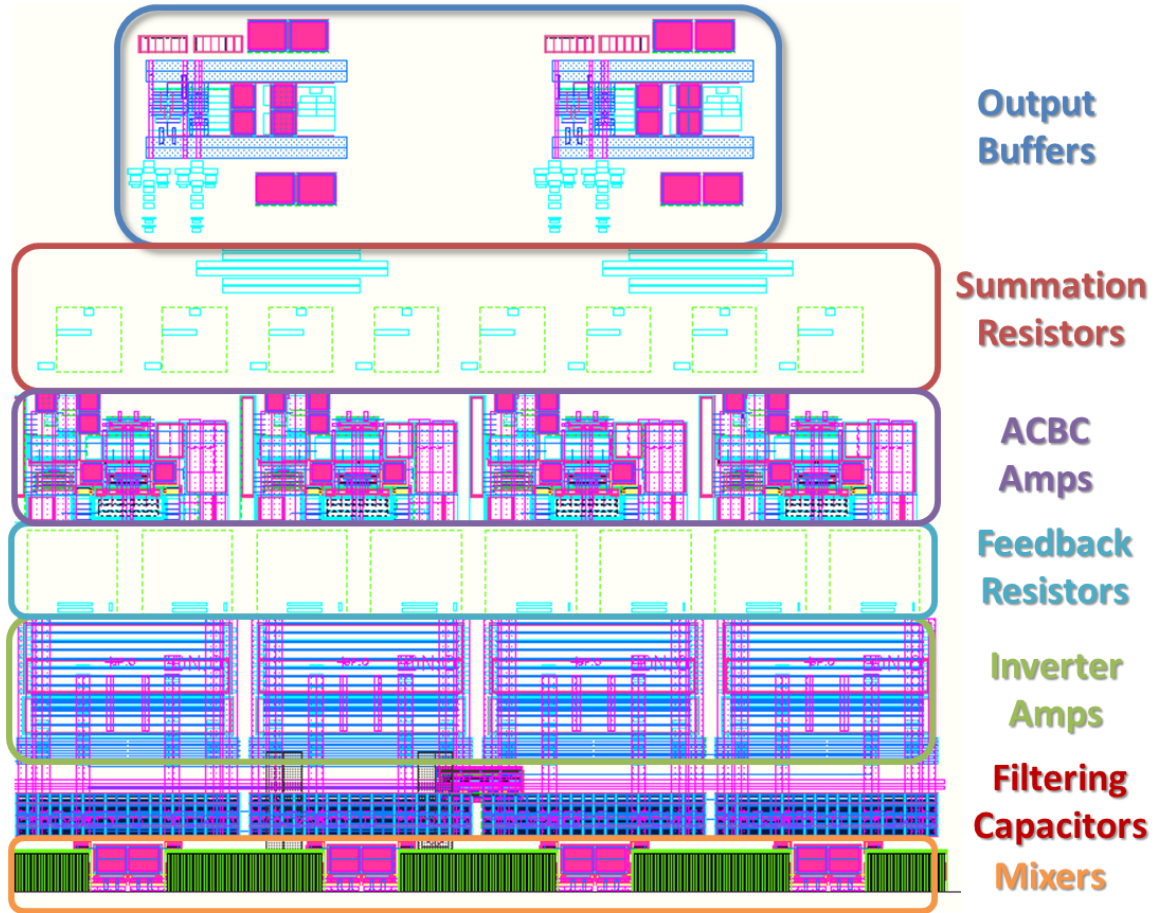 Output
Buffers
Summation
Resistors
ACBC
Amps
Feedback
Resistors
Inverter
Amps
Filtering
Capacitors
Mixers